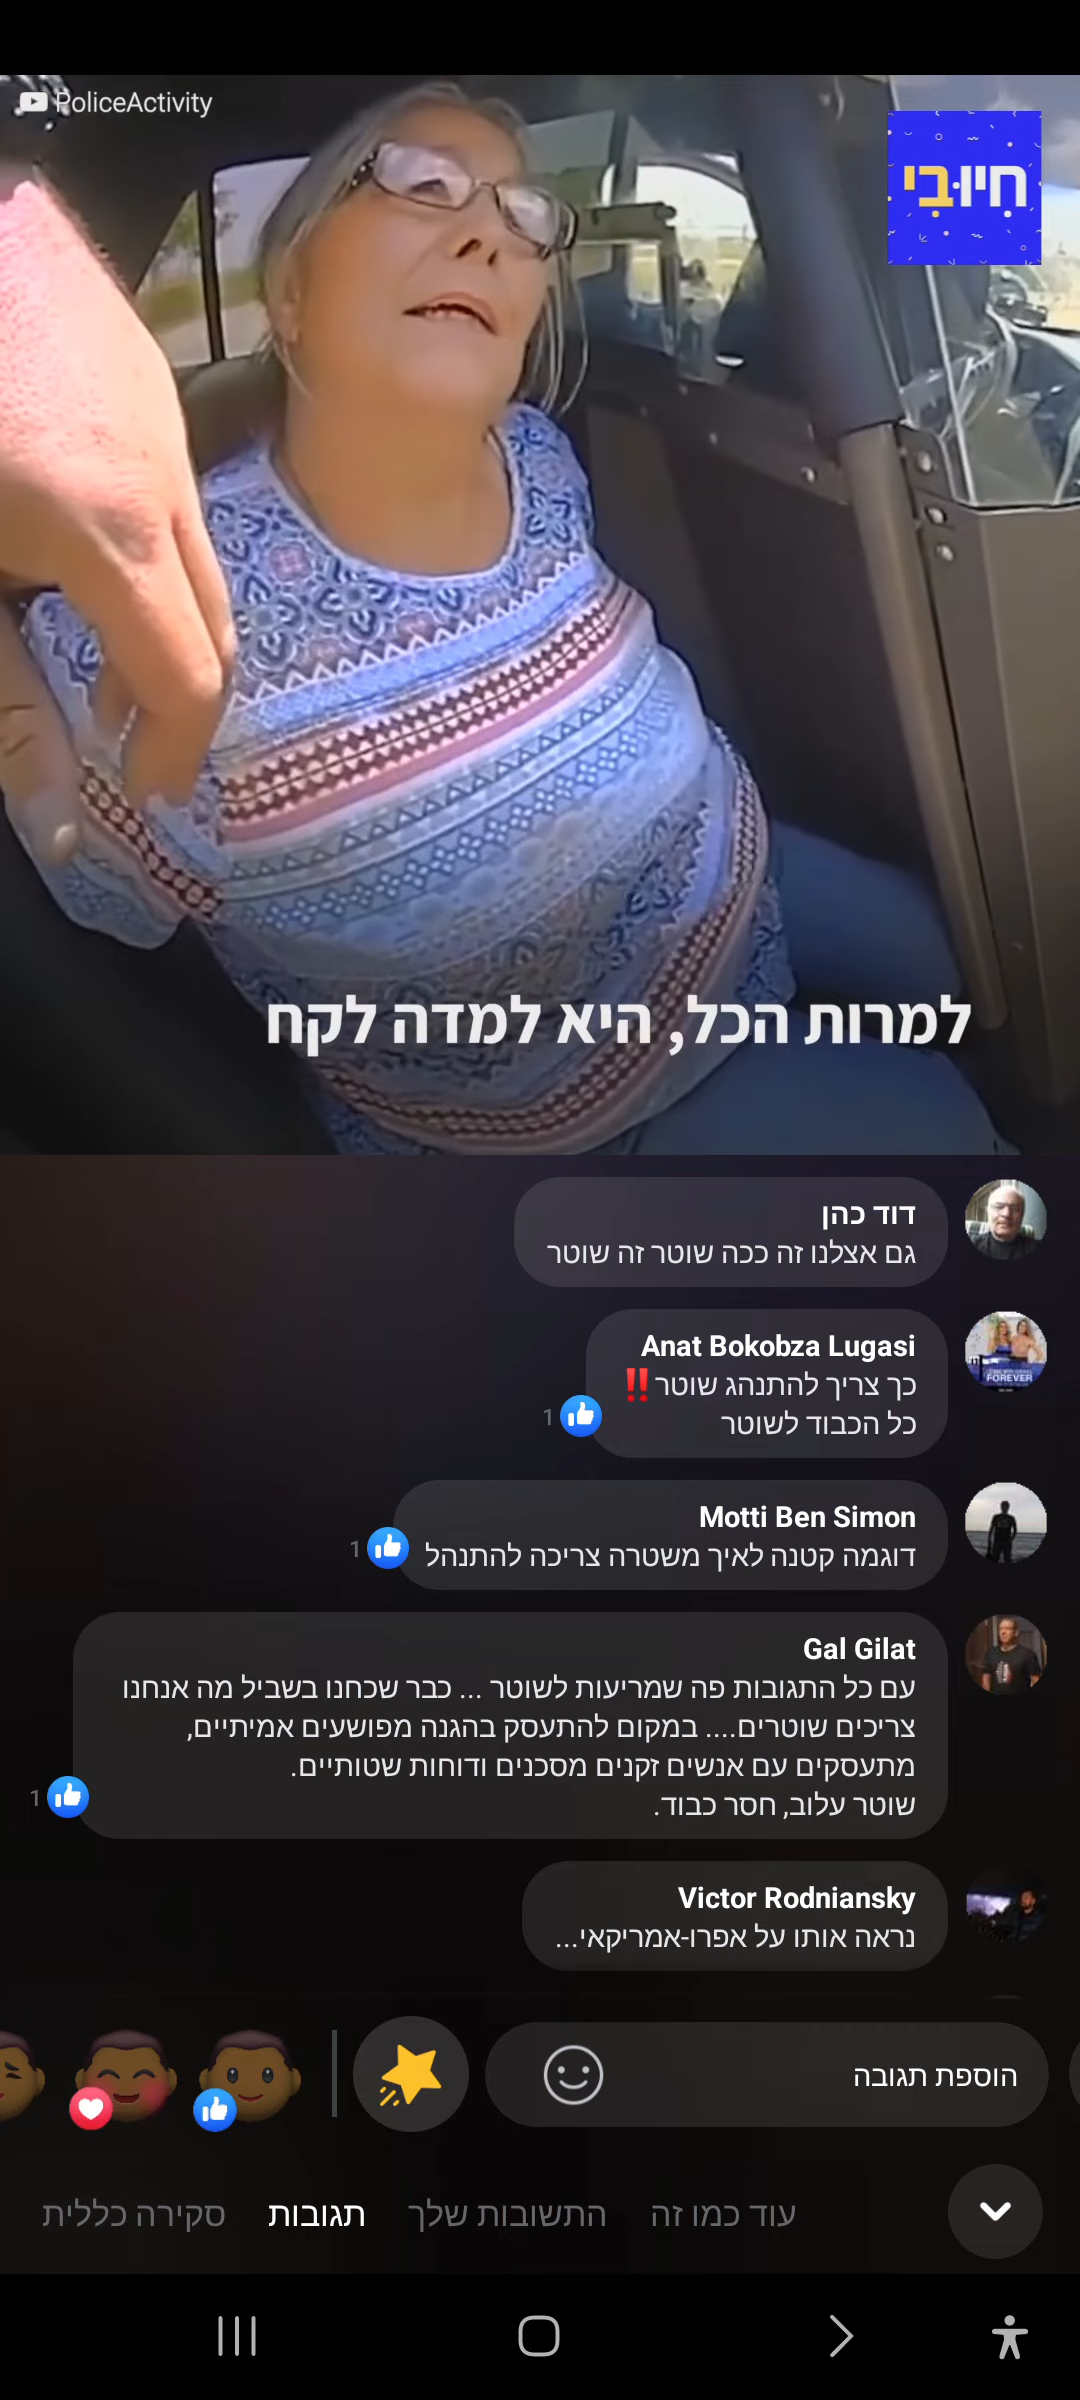 PoliceActivity
חִיוּבִי
למרות הכל, היא למדה לקח
דוד כהן
גם אצלנו זה ככה שוטר זה שוטר
Anat Bokobza Lugasi
כך צריך להתנהג שוטר‼️
כל הכבוד לשוטר
1
FOREVER
Motti Ben Simon
דוגמה קטנה לאיך משטרה צריכה להתנהל
1
Gal Gilat
עם כל התגובות פה שמריעות לשוטר ... כבר שכחנו בשביל מה אנחנו
צריכים שוטרים.... במקום להתעסק בהגנה מפושעים אמיתיים,
מתעסקים עם אנשים זקנים מסכנים ודוחות שטותיים.
שוטר עלוב, חסר כבוד.
1
Victor Rodniansky
נראה אותו על אפרו-אמריקאי...
הוספת תגובה
עוד כמו זה
התשובות שלך
תגובות
סקירה כללית